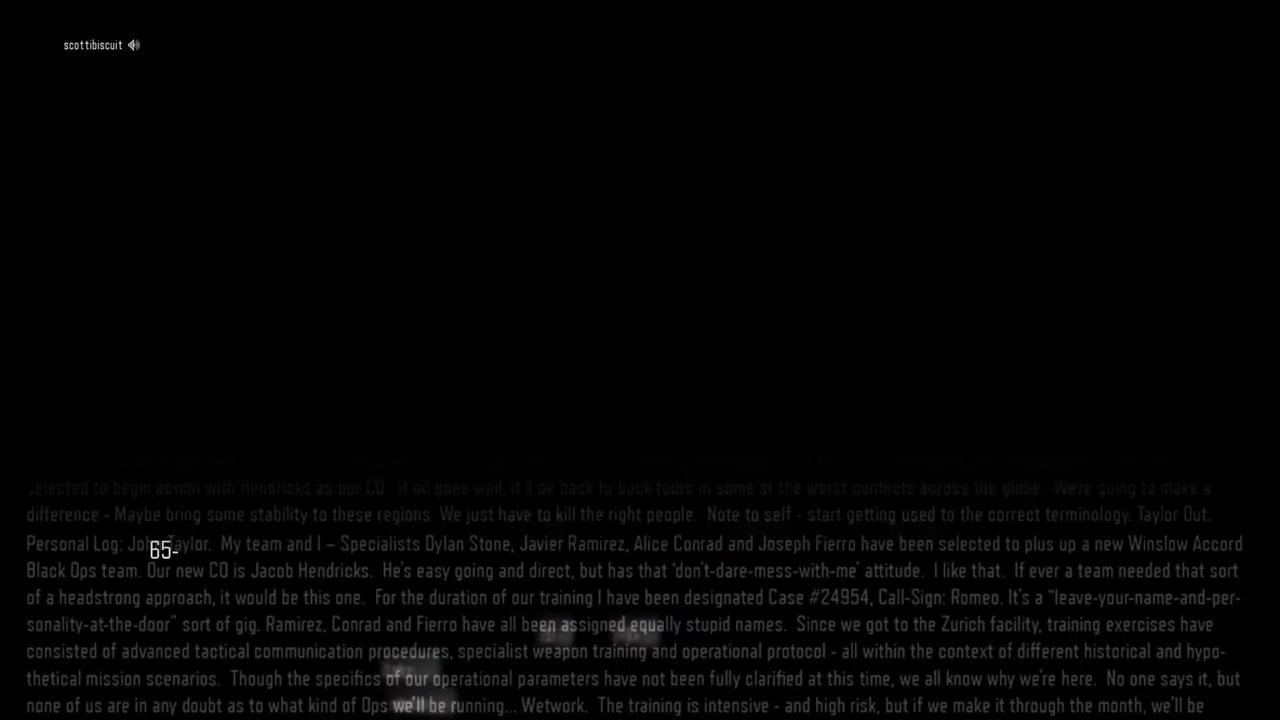 scottibiscuit
selected to begin action with Hendricks as our CO. If all goes well, it'll be back to back tours in some of the worst conflicts across the globe. We're going to make a
difference - Maybe bring some stability to these regions. We just have to kill the right people. Note to self - start getting used to the correct terminology. Taylor Out.
Personal Log: John Taylor. My team and I – Specialists Dylan Stone, Javier Ramirez, Alice Conrad and Joseph Fierro have been selected to plus up a new Winslow Accord
65-
Black Ops team. Our new CO is Jacob Hendricks. He's easy going and direct, but has that 'don't-dare-mess-with-me' attitude. I like that. If ever a team needed that sort
of a headstrong approach, it would be this one. For the duration of our training I have been designated Case #24954, Call-Sign: Romeo. It's a "leave-your-name-and-per-
sonality-at-the-door" sort of gig. Ramirez, Conrad and Fierro have all been assigned equally stupid names. Since we got to the Zurich facility, training exercises have
consisted of advanced tactical communication procedures, specialist weapon training and operational protocol - all within the context of different historical and hypo-
thetical mission scenarios. Though the specifics of our operational parameters have not been fully clarified at this time, we all know why we're here. No one says it, but
none of us are in any doubt as to what kind of Ops we'll be running... Wetwork. The training is intensive - and high risk, but if we make it through the month, we'll be